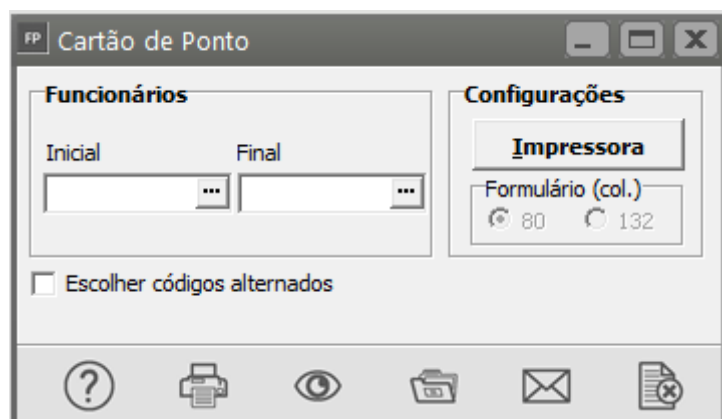 FP Cartão de Ponto
Funcionários
Inicial Final
... ...
Configurações
Impressora
Formulário (col.)
80 132
Escolher códigos alternados
?